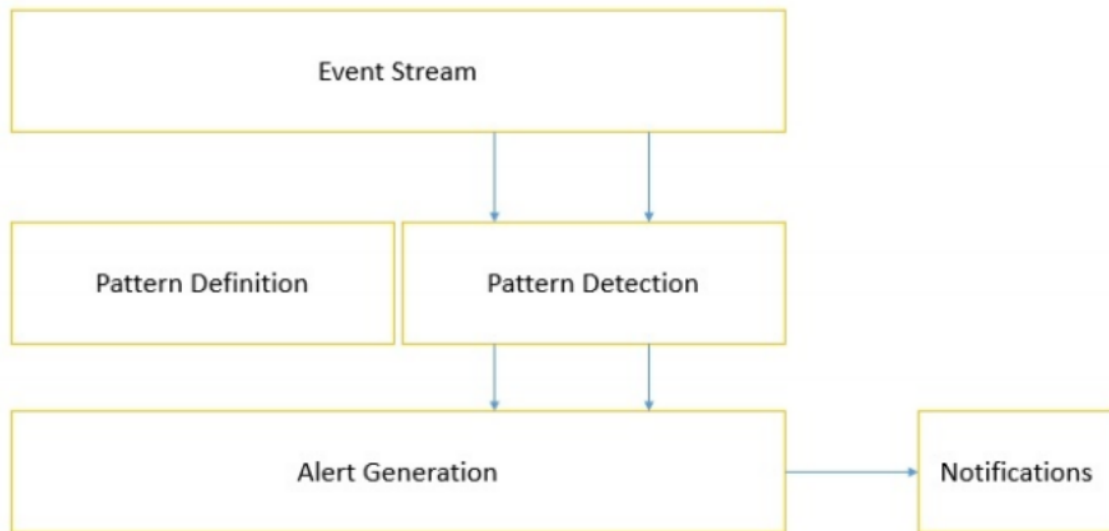 Event Stream
Pattern Definition
Pattern Detection
Alert Generation
Notifications